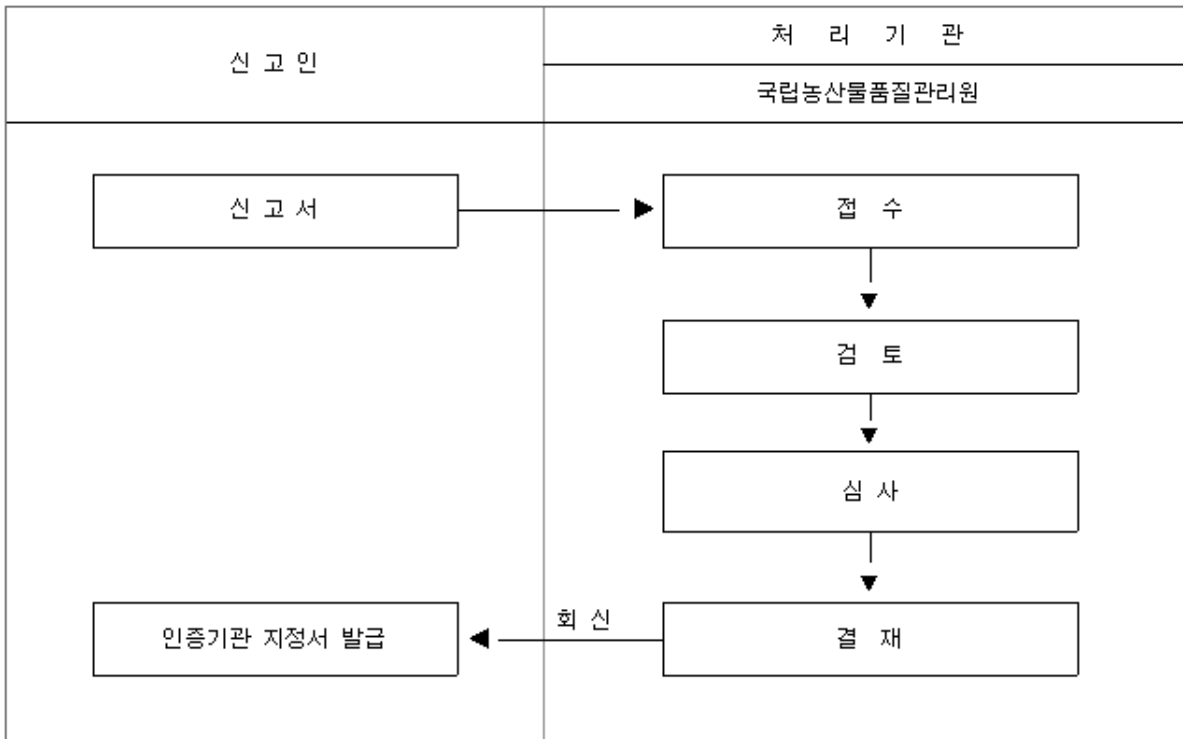 신 고 인
처 리 기 관
국립농산물품질관리원
신 고 서
접 수
검 토
심 사
회 신
인증기관 지정서 발급
결 재